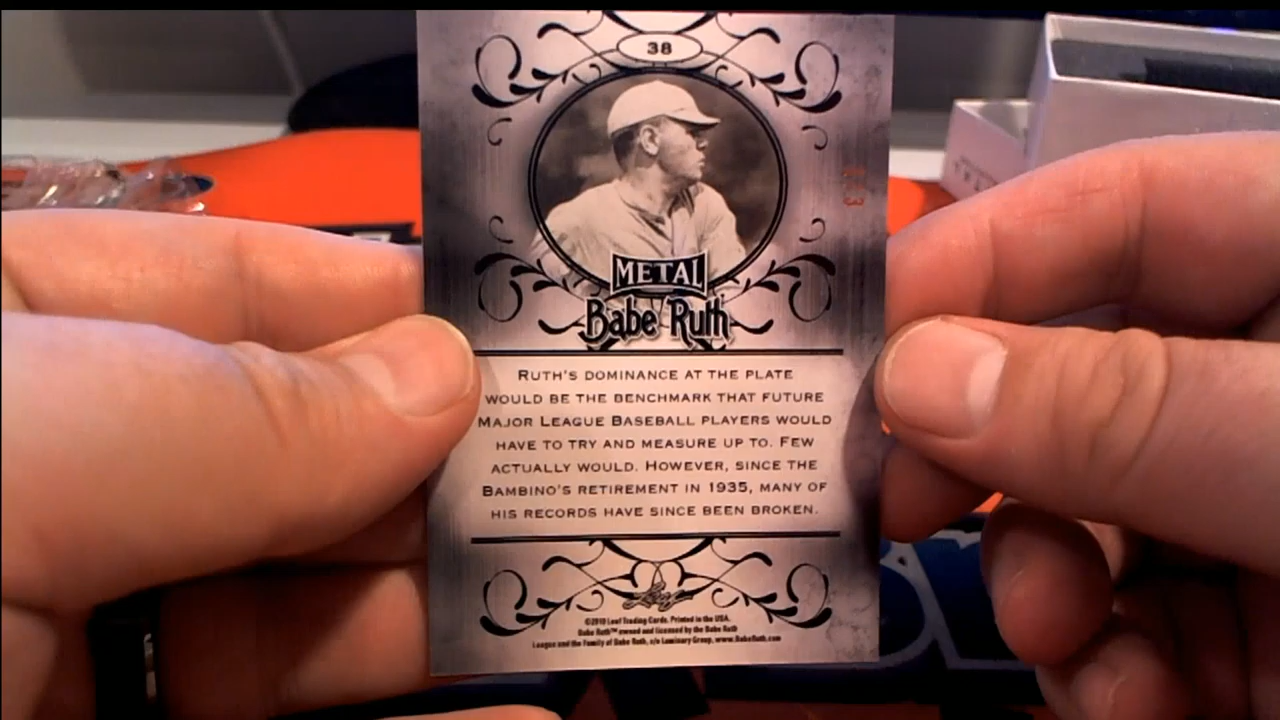 38
METAL
Babe Ruth
RUTH'S DOMINANCE AT THE PLATE
WOULD BE THE BENCHMARK THAT FUTURE
MAJOR LEAGUE BASEBALL PLAYERS WOULD
HAVE TO TRY AND MEASURE UP TO. FEW
ACTUALLY WOULD. HOWEVER, SINCE THE
BAMBINO'S RETIREMENT IN 1935, MANY OF
HIS RECORDS HAVE SINCE BEEN BROKEN.
Leaf
©2019 Leaf Trading Cards. Printed in the USA.
Babe Ruth™ owned and licensed by the Babe Ruth
League and the Family of Babe Ruth, c/o Luminary Group, www.BabeRuth.com